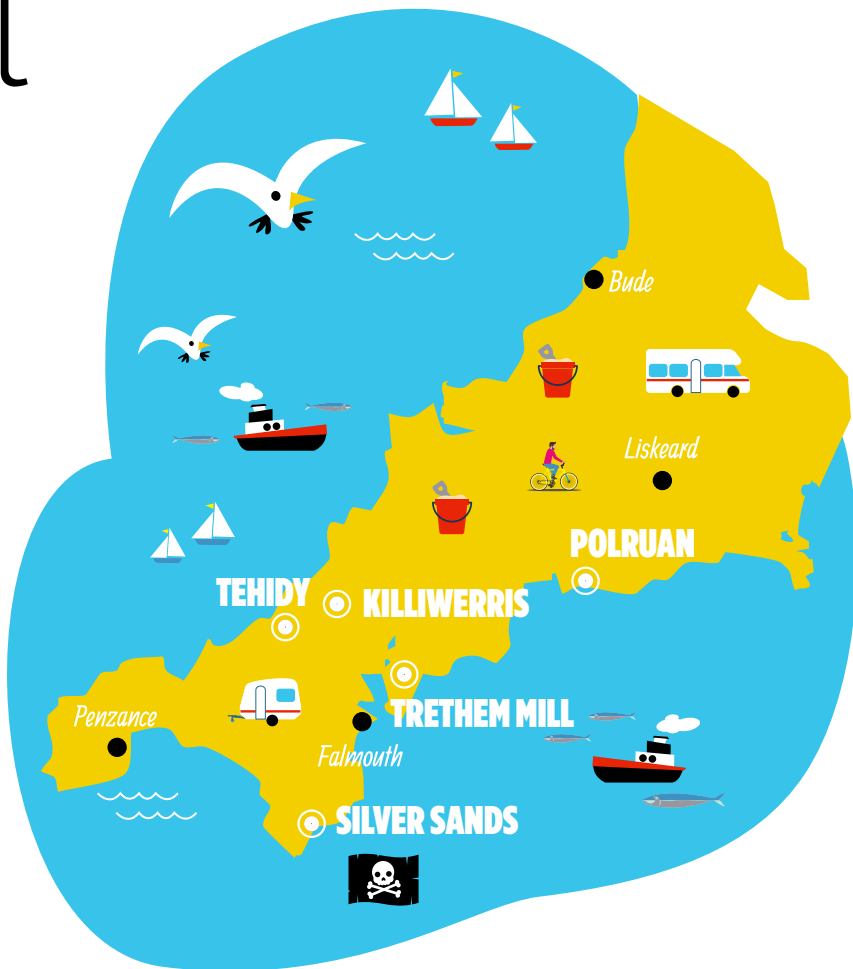 Bude
Liskeard
POLRUAN
TEHIDY
KILLIWERRIS
Penzance
TRETHEM MILL
Falmouth
SILVER SANDS